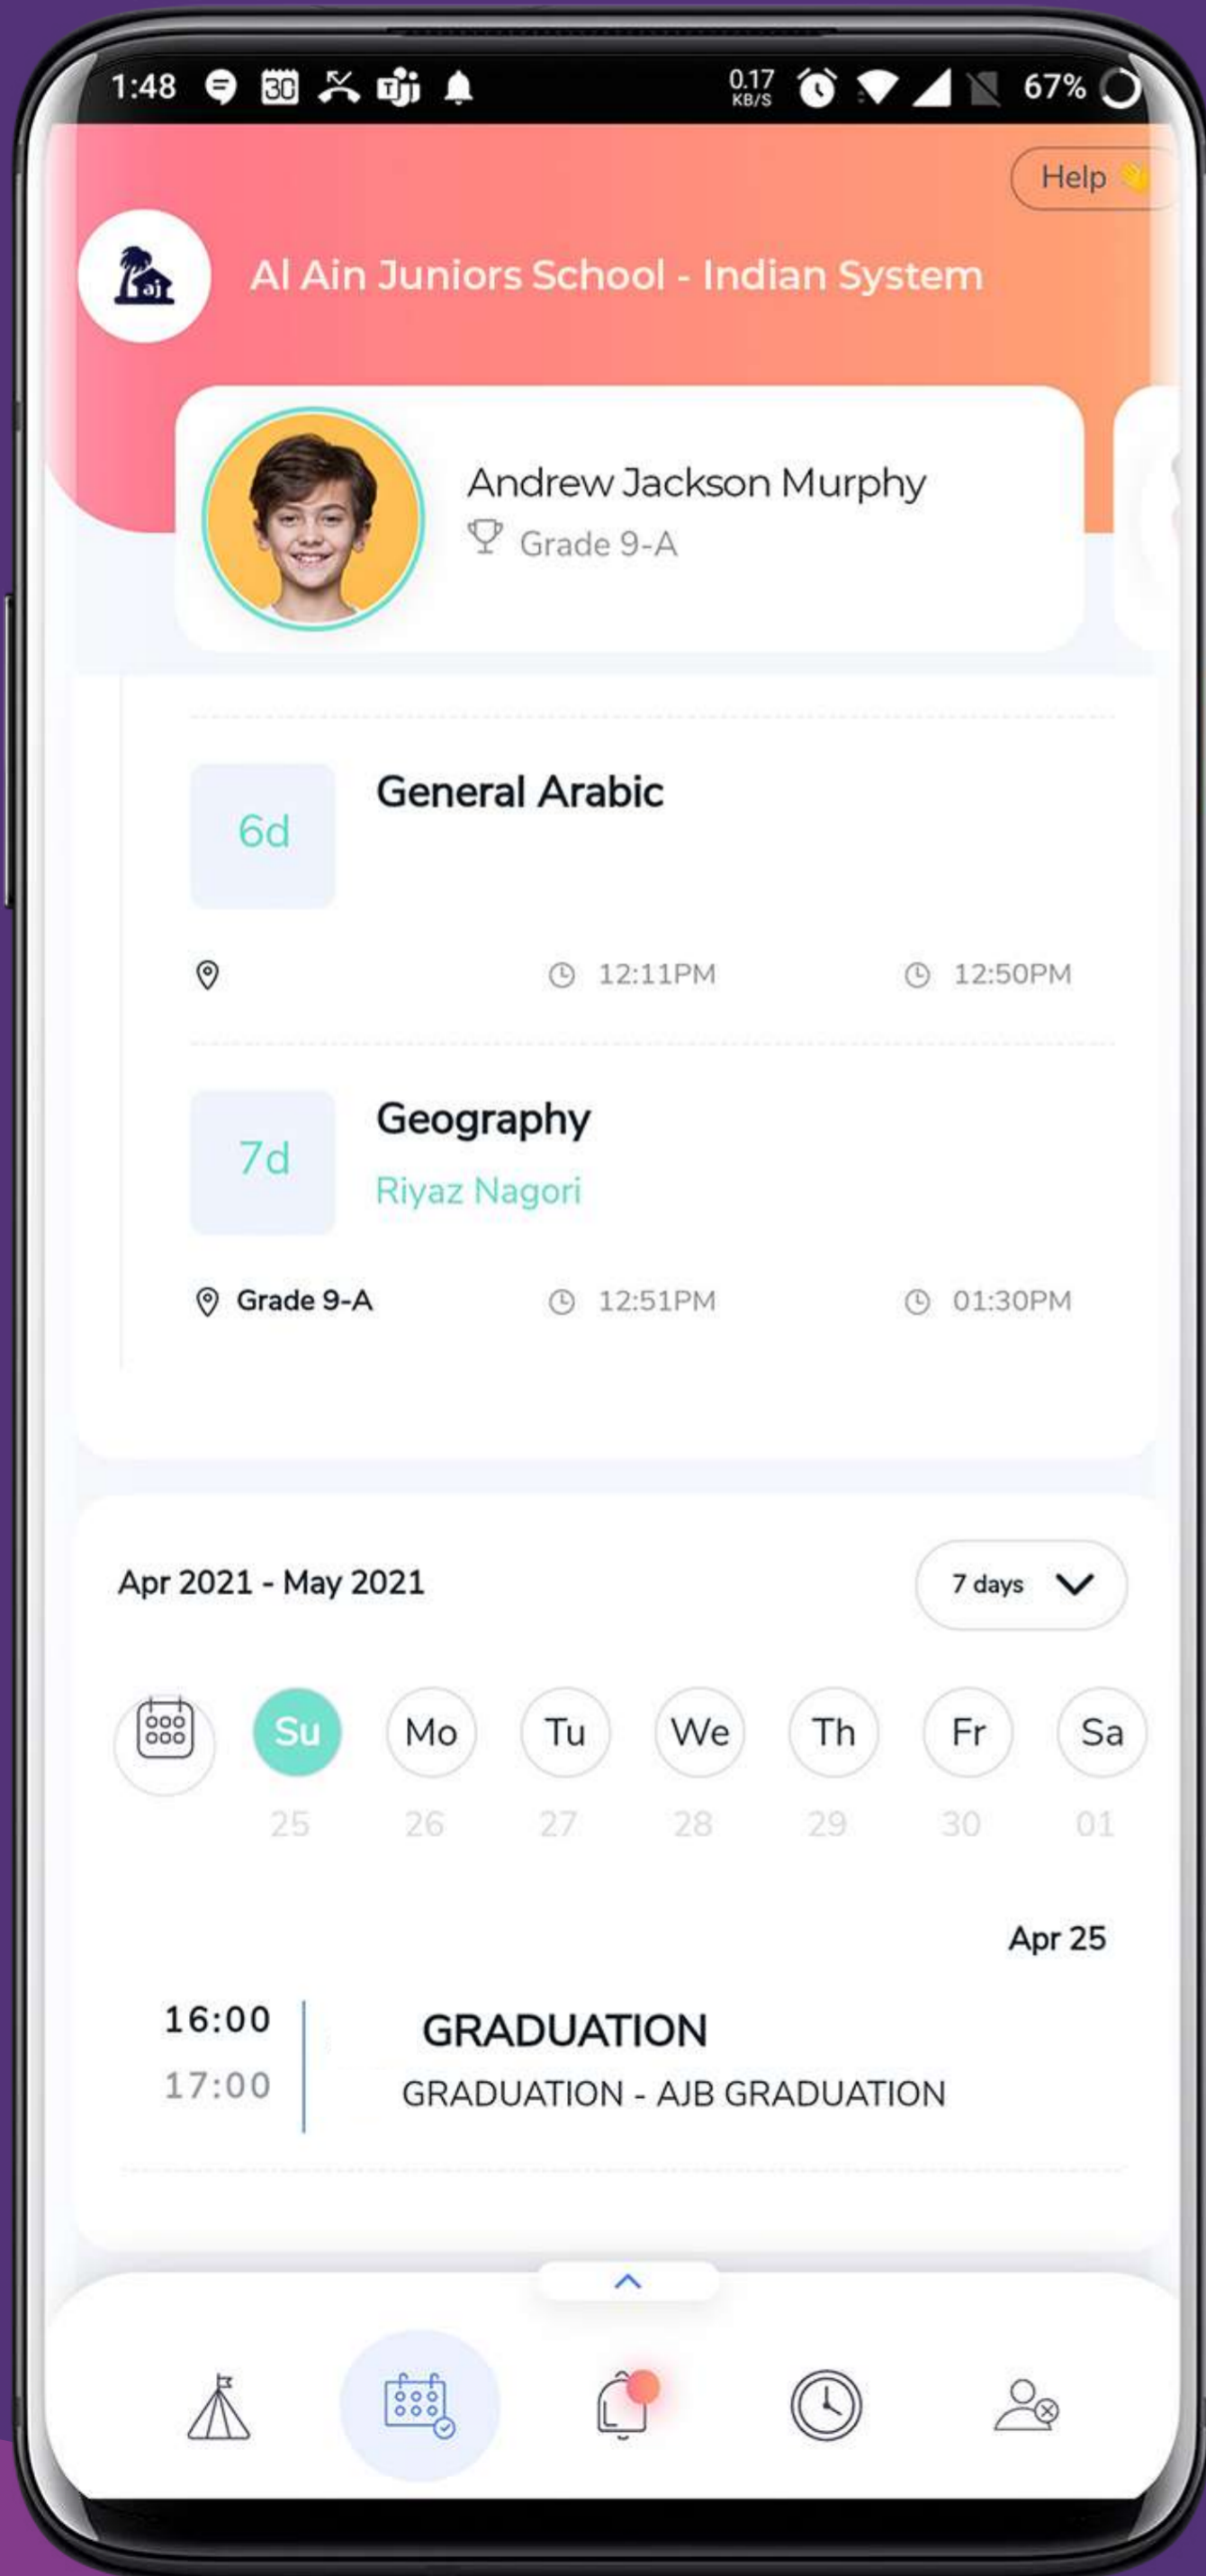 1:48
30
0.17
KB/S
67%
Help
aj
Al Ain Juniors School - Indian System
Andrew Jackson Murphy
Grade 9-A
6d
General Arabic
12:11PM
12:50PM
7d
Geography
Riyaz Nagori
Grade 9-A
12:51PM
01:30PM
Apr 2021 - May 2021
7 days
Su Mo Tu We Th Fr Sa
25 26 27 28 29 30 01
Apr 25
16:00
GRADUATION
17:00
GRADUATION - AJB GRADUATION